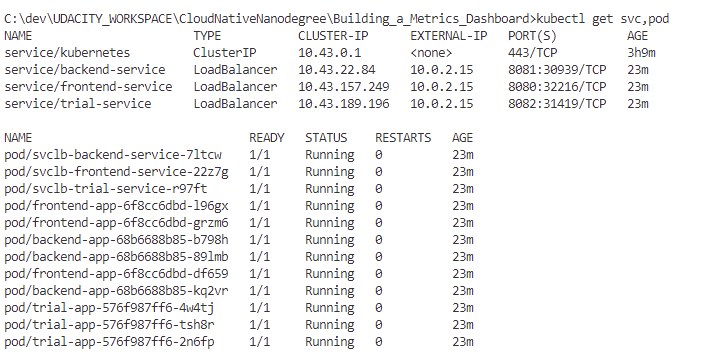 C:\dev\UDACITY_WORKSPACE\CloudNativeNanodegree\Building_a_Metrics_Dashboard>kubectl get svc,pod
NAME TYPE CLUSTER-IP EXTERNAL-IP PORT(S) AGE
service/kubernetes ClusterIP 10.43.0.1 <none> 443/TCP 3h9m
service/backend-service LoadBalancer 10.43.22.84 10.0.2.15 8081:30939/TCP 23m
service/frontend-service LoadBalancer 10.43.157.249 10.0.2.15 8080:32216/TCP 23m
service/trial-service LoadBalancer 10.43.189.196 10.0.2.15 8082:31419/TCP 23m
NAME READY STATUS RESTARTS AGE
pod/svclb-backend-service-7ltcw 1/1 Running 0 23m
pod/svclb-frontend-service-22z7g 1/1 Running 0 23m
pod/svclb-trial-service-r97ft 1/1 Running 0 23m
pod/frontend-app-6f8cc6dbd-l96gx 1/1 Running 0 23m
pod/frontend-app-6f8cc6dbd-grzm6 1/1 Running 0 23m
pod/backend-app-68b6688b85-b798h 1/1 Running 0 23m
pod/backend-app-68b6688b85-89lmb 1/1 Running 0 23m
pod/frontend-app-6f8cc6dbd-df659 1/1 Running 0 23m
pod/backend-app-68b6688b85-kq2vr 1/1 Running 0 23m
pod/trial-app-576f987ff6-4w4tj 1/1 Running 0 23m
pod/trial-app-576f987ff6-tsh8r 1/1 Running 0 23m
pod/trial-app-576f987ff6-2n6fp 1/1 Running 0 23m